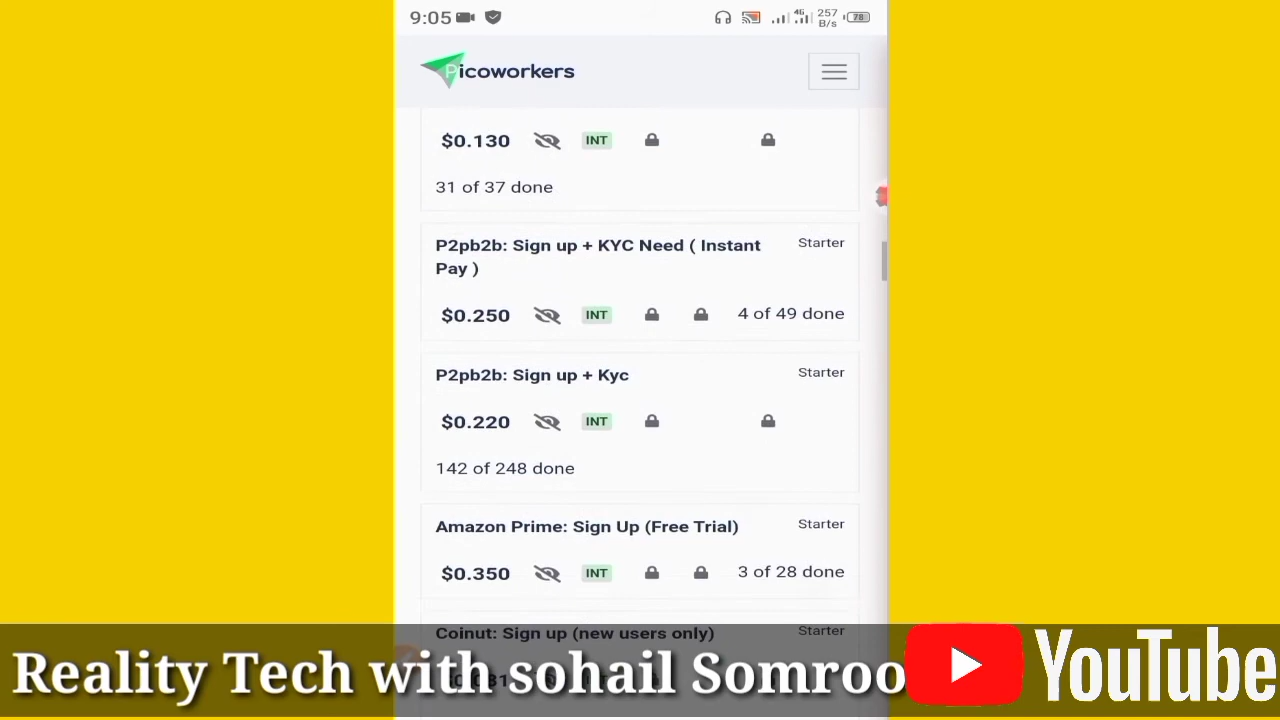 9:05
4G
257
B/s
78
Picoworkers
$0.130 INT
31 of 37 done
P2pb2b: Sign up + KYC Need ( Instant
Pay )
Starter
$0.250 INT 4 of 49 done
P2pb2b: Sign up + Kyc Starter
$0.220 INT
142 of 248 done
Amazon Prime: Sign Up (Free Trial) Starter
$0.350 INT 3 of 28 done
Coinut: Sign up (new users only) Starter
Reality Tech with sohail Somroo YouTube